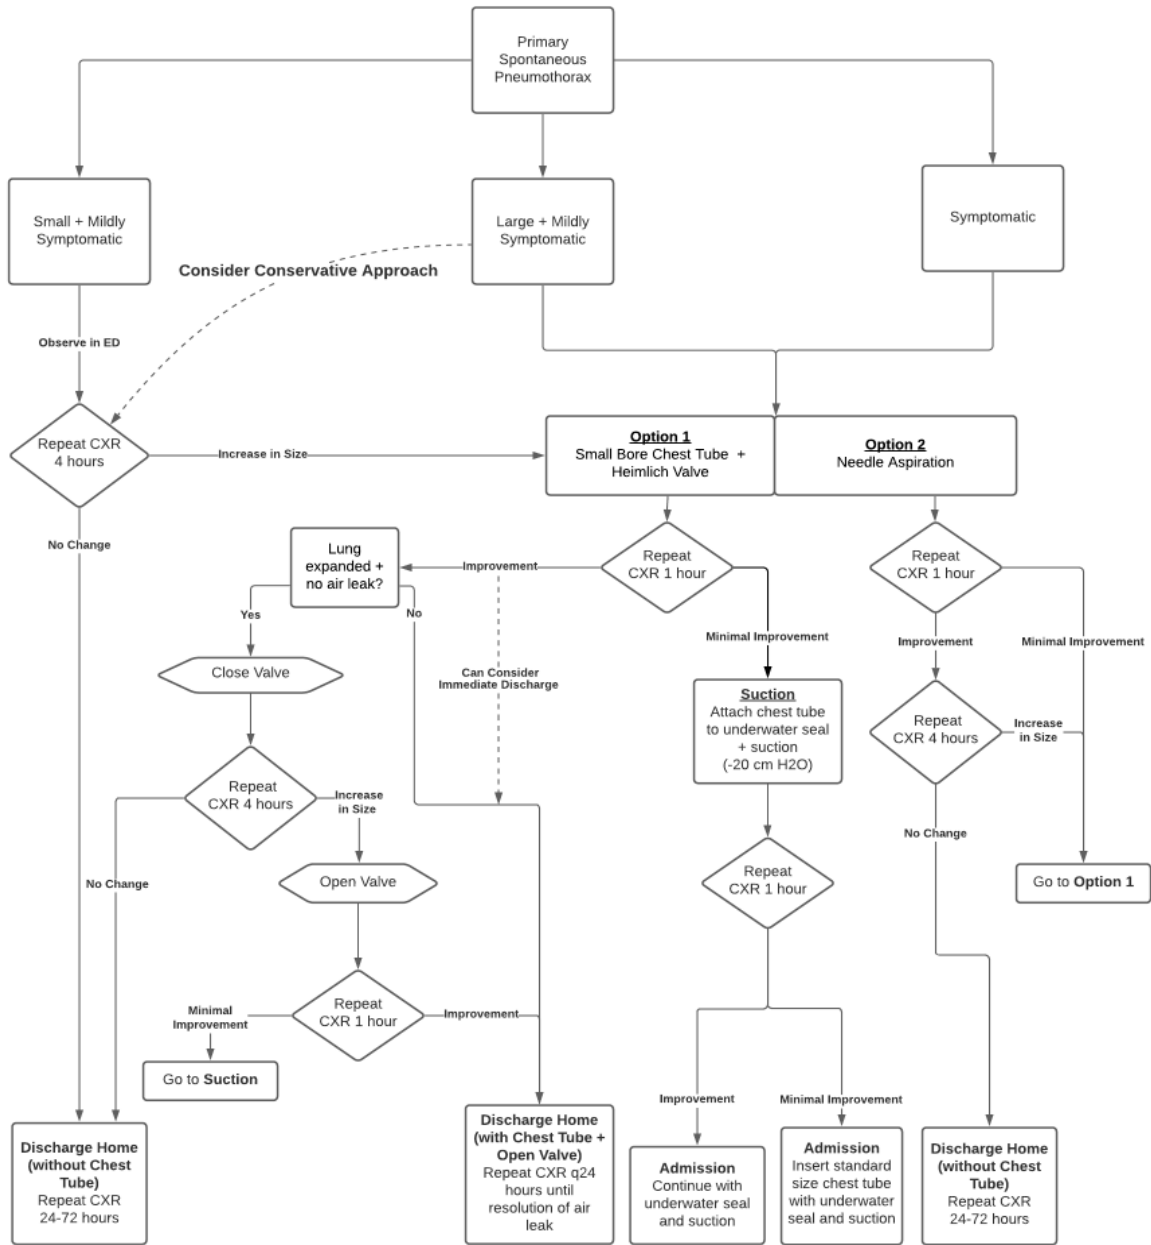 Primary
Spontaneous
Pneumothorax
Small + Mildly
Symptomatic
Large + Mildly
Symptomatic
Symptomatic
Consider Conservative Approach
Observe in ED
Repeat CXR
4 hours
Increase in Size
Option 1
Small Bore Chest Tube +
Heimlich Valve
Option 2
Needle Aspiration
No Change
Lung
expanded +
no air leak?
Improvement
Repeat
CXR 1 hour
Repeat
CXR 1 hour
Yes
No
Minimal Improvement
Improvement
Minimal Improvement
Close Valve
Can Consider
Immediate Discharge
Suction
Attach chest tube
to underwater seal
+ suction
(-20 cm H2O)
Repeat
CXR 4 hours
Increase
in Size
Repeat
CXR 4 hours
Increase
in Size
No Change
No Change
Open Valve
Repeat
CXR 1 hour
Go to Option 1
Minimal
Improvement
Repeat
CXR 1 hour
Improvement
Go to Suction
Improvement
Minimal Improvement
Discharge Home
(without Chest
Tube)
Repeat CXR
24-72 hours
Discharge Home
(with Chest Tube +
Open Valve)
Repeat CXR q24
hours until
resolution of air
leak
Admission
Continue with
underwater seal
and suction
Admission
Insert standard
size chest tube
with underwater
seal and suction
Discharge Home
(without Chest
Tube)
Repeat CXR
24-72 hours